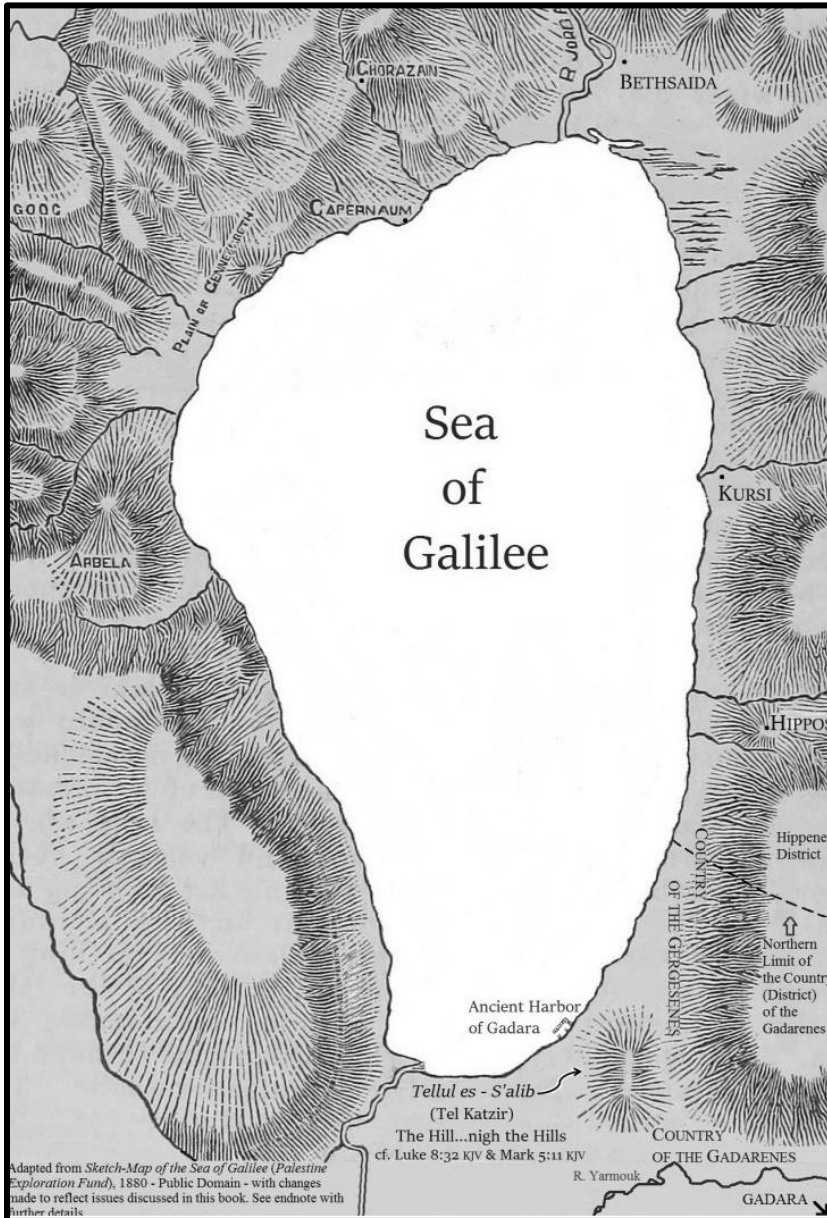 R. JORD
BETHSAIDA
CHORAZAIN
GOOG
CAPERNAUM
PLAIN OF GENNESARETH
Sea
of
Galilee
KURSI
ARBELA
HIPPOS
Hippene
District
COUNTRY
OF THE GERGESENES
Northern
Limit of
the Country
(District)
of the
Gadarenes
Ancient Harbor
of Gadara
Tellul es - S'alib
(Tel Katzir)
The Hill...nigh the Hills
cf. Luke 8:32 KJV & Mark 5:11 KJV
COUNTRY
OF THE GADARENES
R. Yarmouk
GADARA
Adapted from Sketch-Map of the Sea of Galilee (Palestine
Exploration Fund), 1880 - Public Domain - with changes
made to reflect issues discussed in this book. See endnote with
further details.